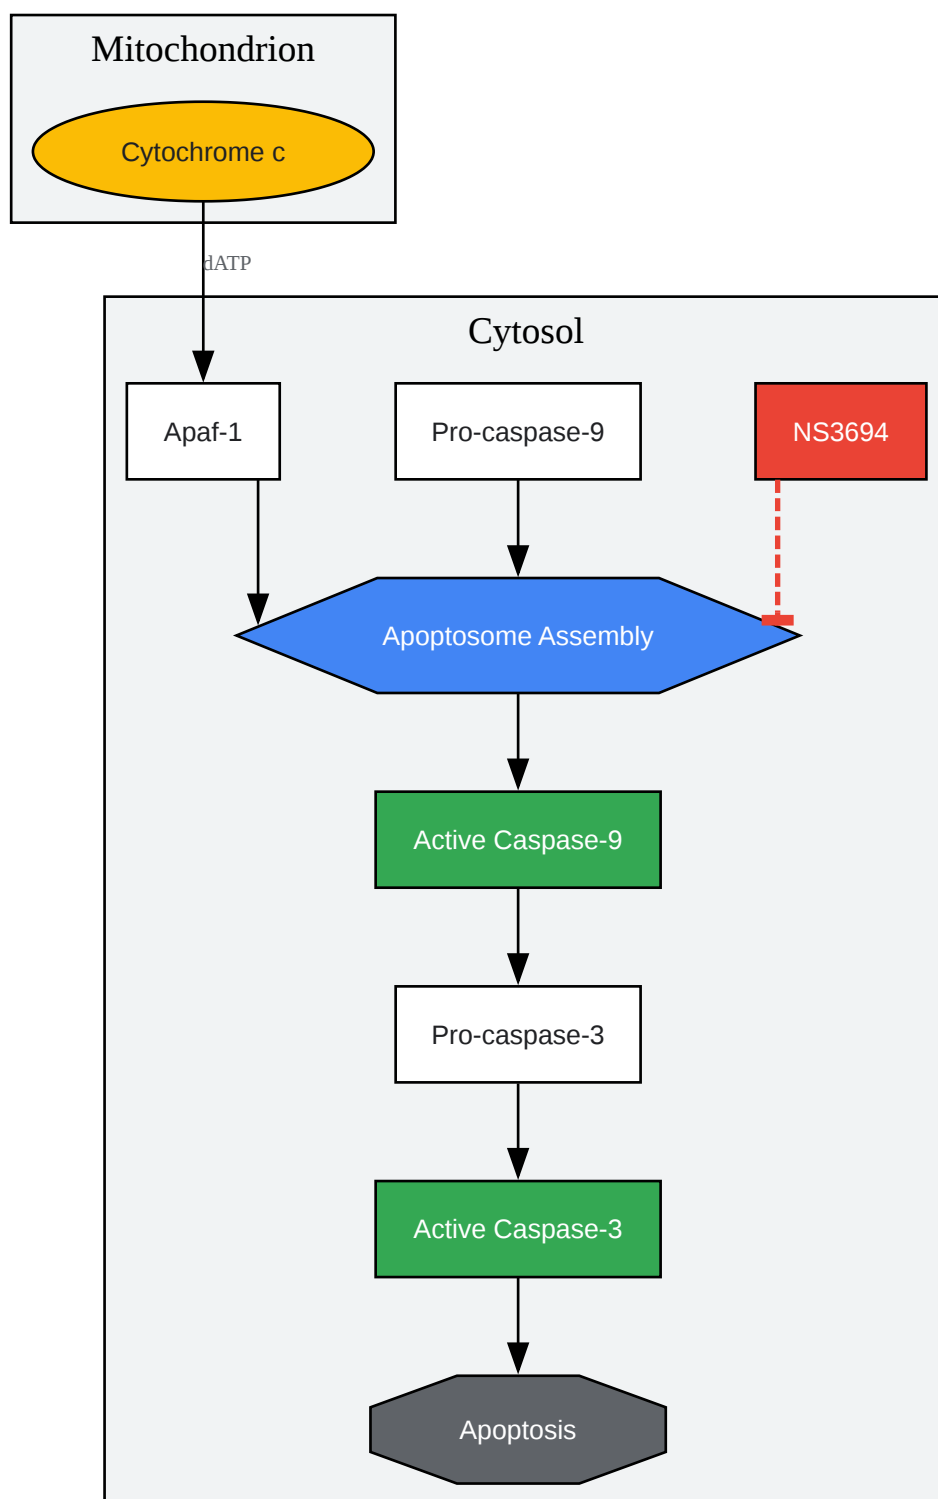 Mitochondrion
Cytochrome c
dATP
Cytosol
Apaf-1
Pro-caspase-9
NS3694
Apoptosome Assembly
Active Caspase-9
Pro-caspase-3
Active Caspase-3
Apoptosis